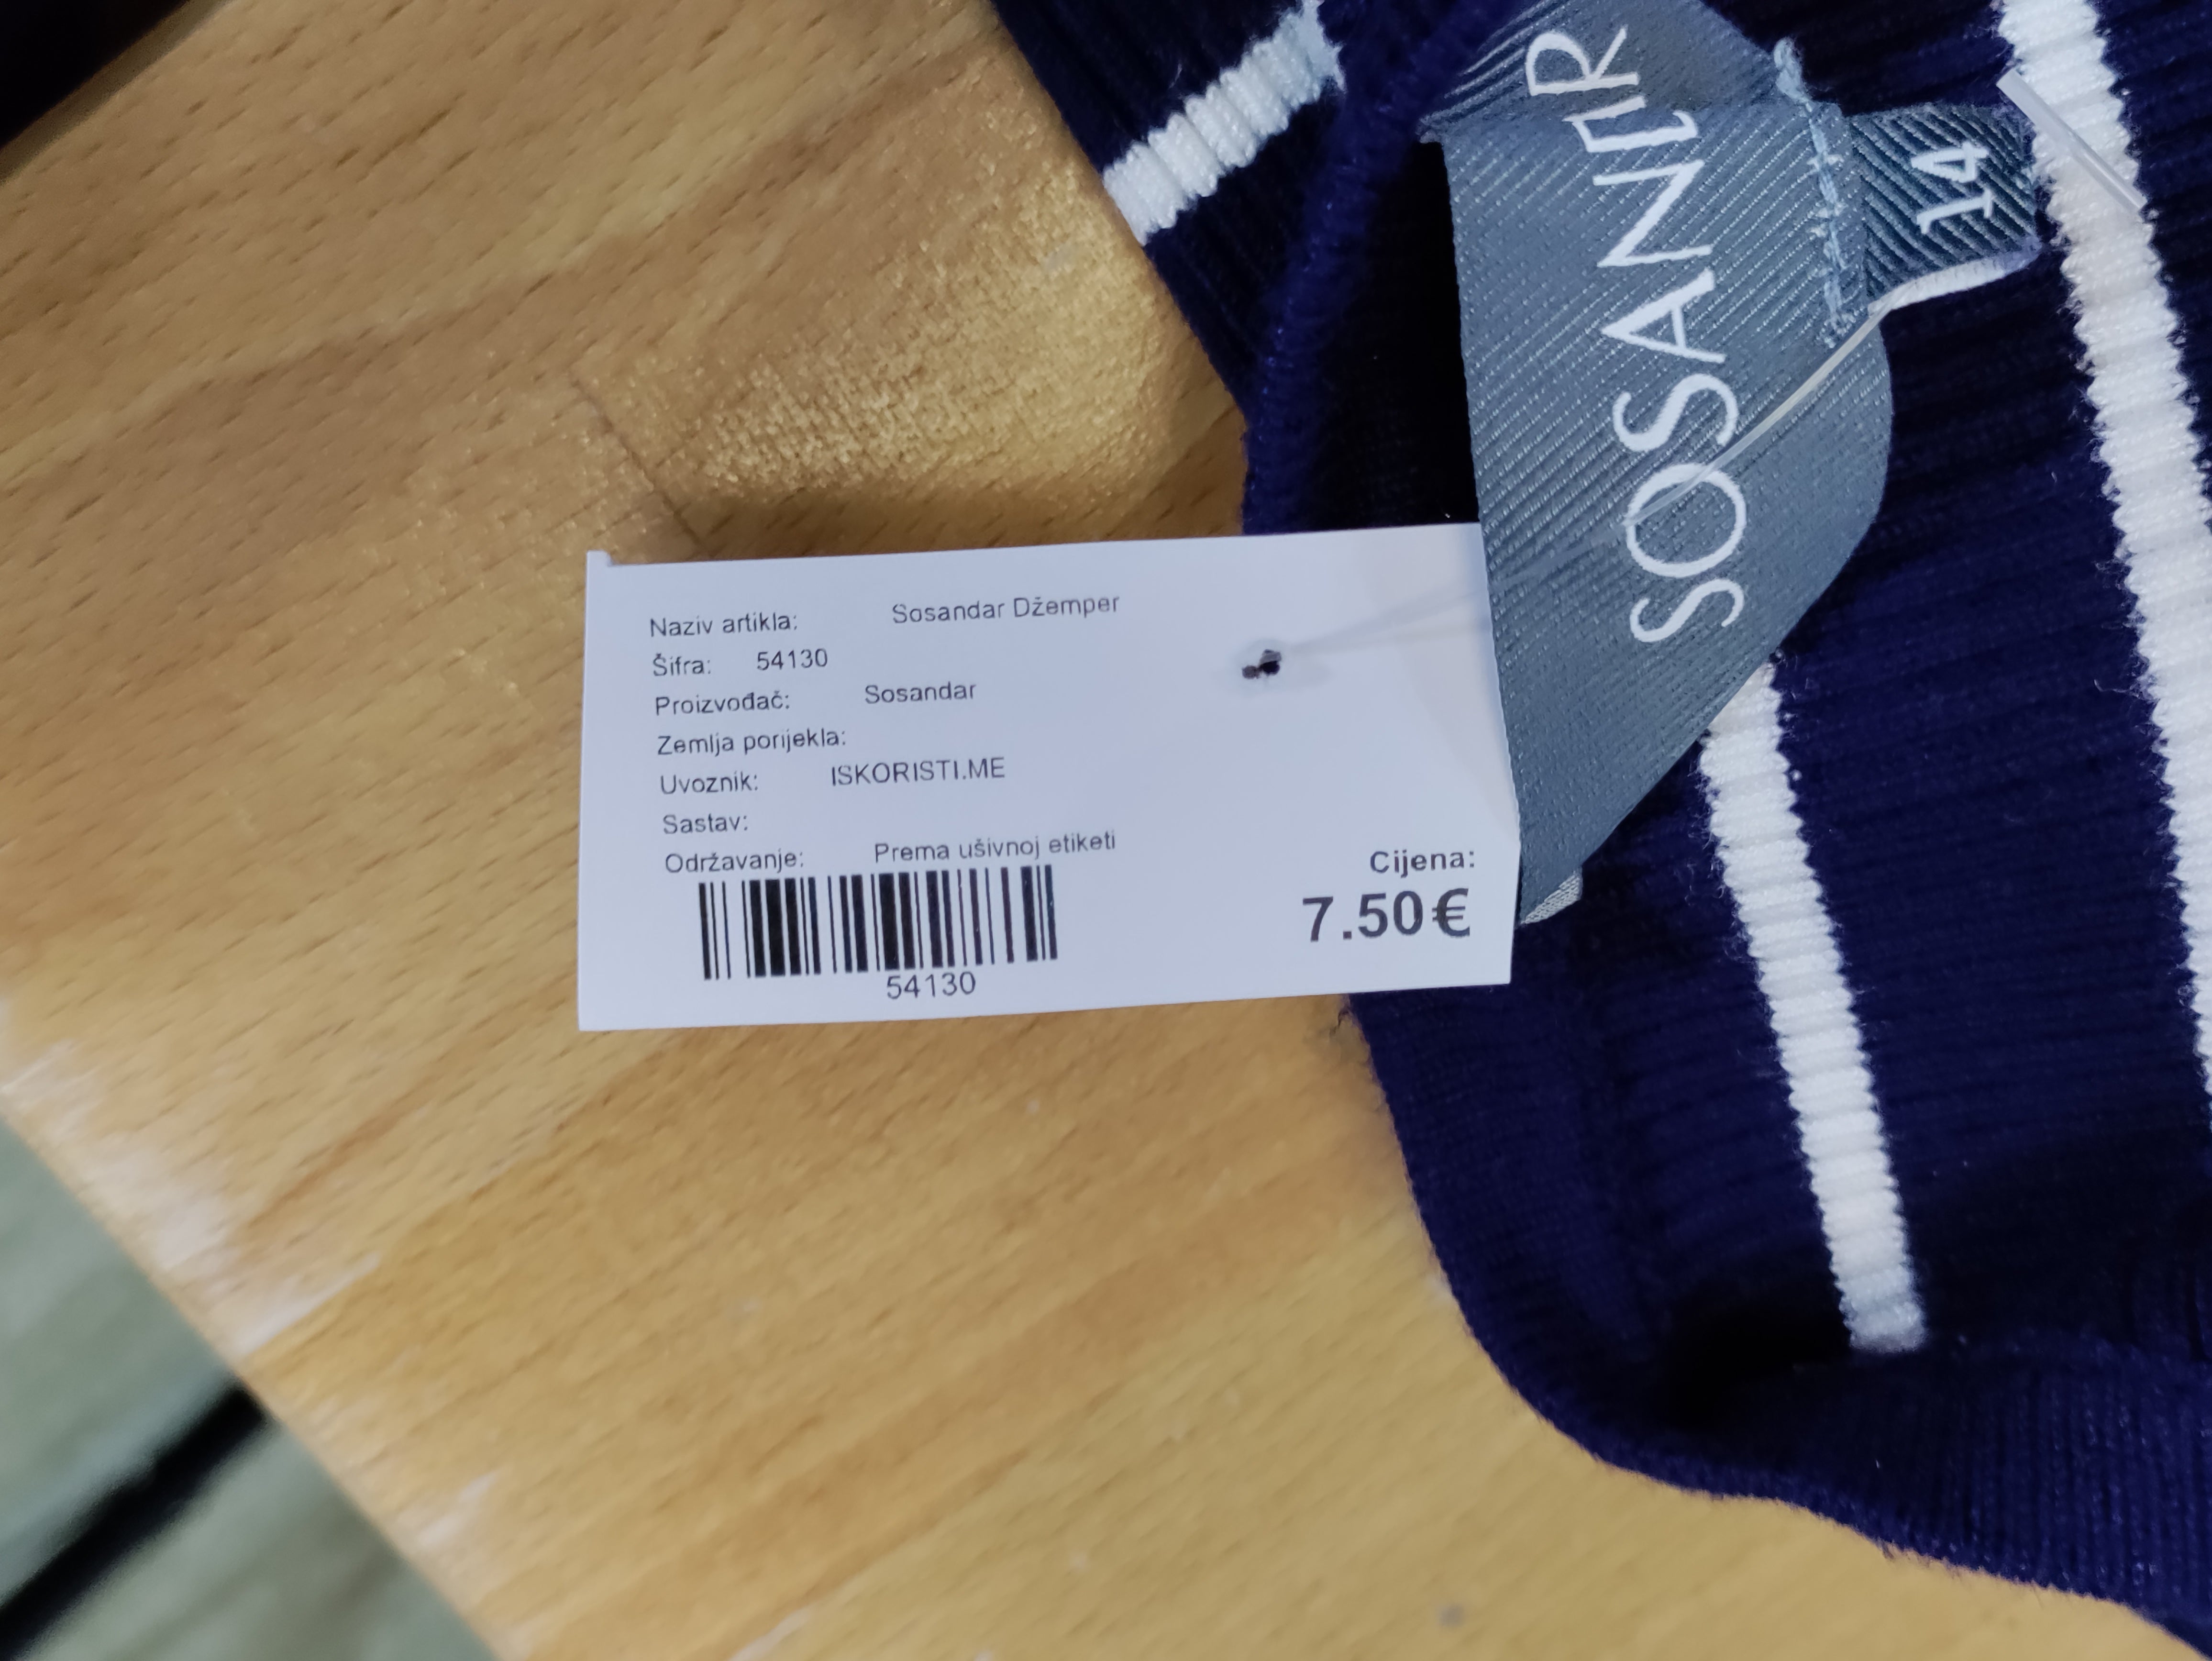 SOSAN
14
Naziv artikla: Sosandar Džemper
Šifra: 54130
Proizvođač: Sosandar
Zemlja porijekla:
Uvoznik: ISKORISTI.ME
Sastav:
Održavanje: Prema ušivnoj etiketi
Cijena:
7.50€
54130